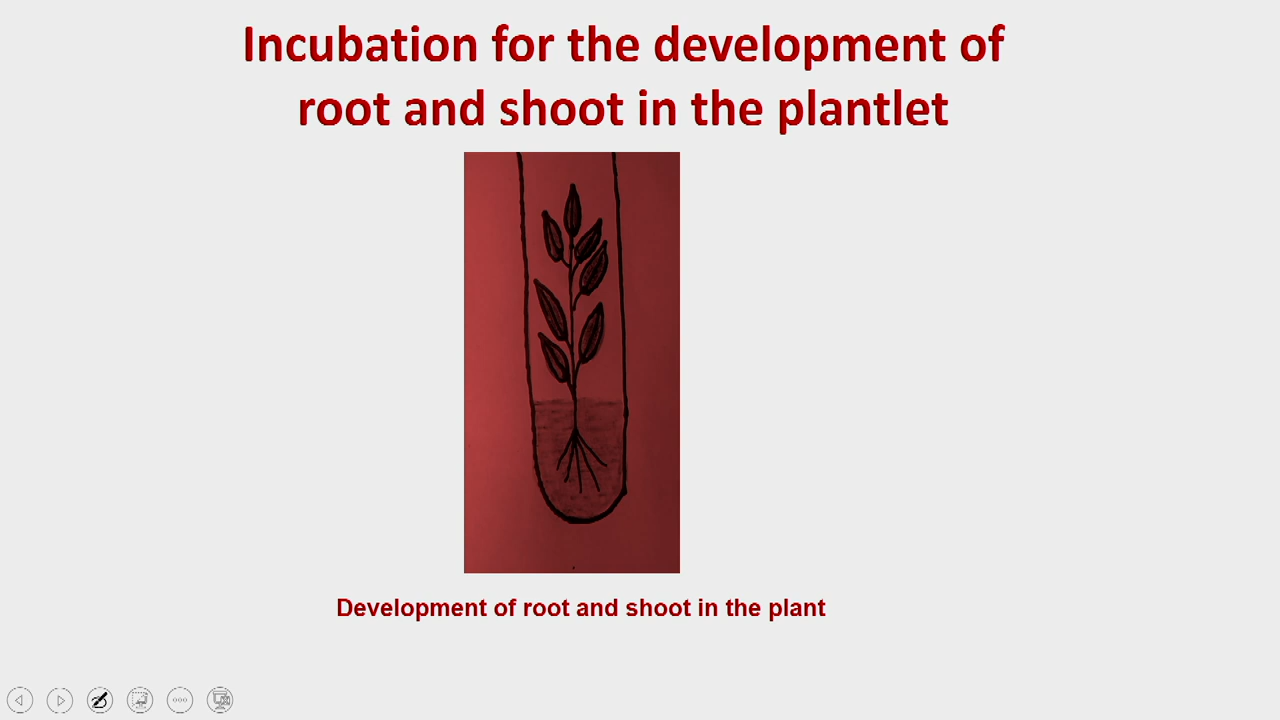 Incubation for the development of
root and shoot in the plantlet
Development of root and shoot in the plant